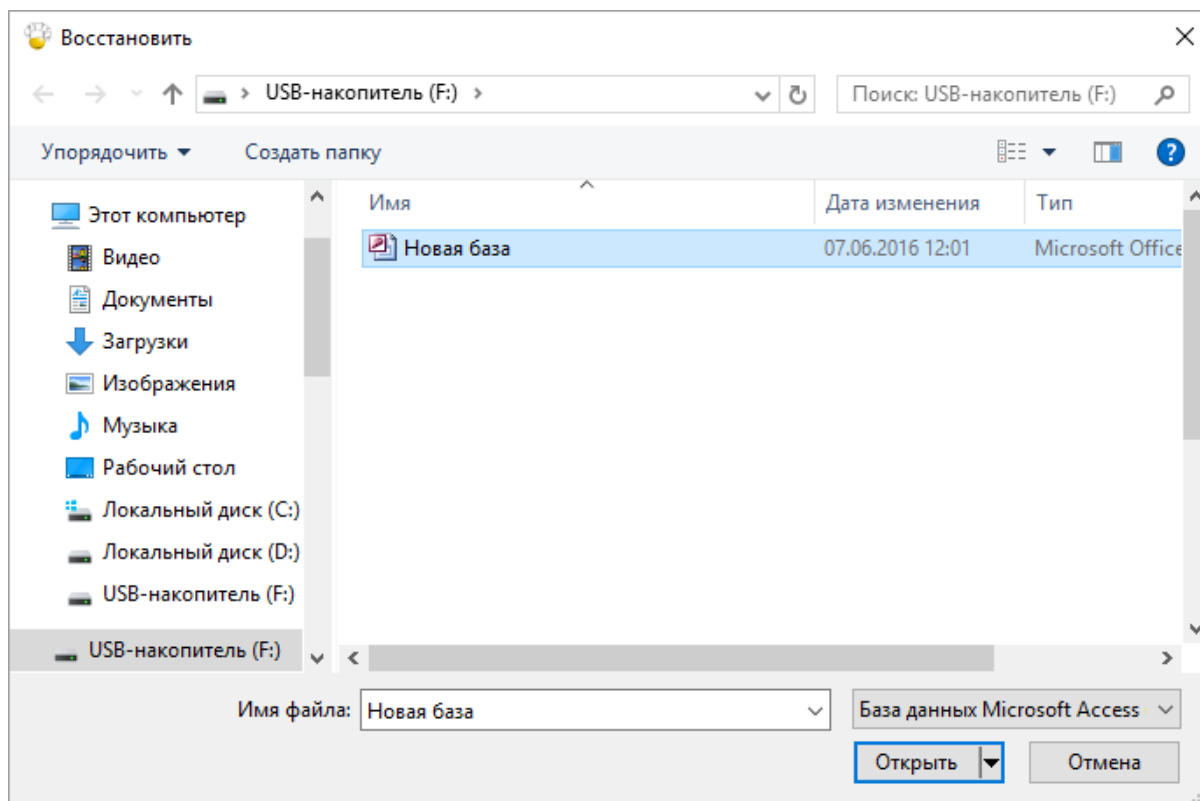 Восстановить
USB-накопитель (F:)
Поиск: USB-накопитель (F:)
Упорядочить
Создать папку
Имя
Дата изменения
Тип
Новая база
07.06.2016 12:01
Microsoft Office
Этот компьютер
Видео
Документы
Загрузки
Изображения
Музыка
Рабочий стол
Локальный диск (C:)
Локальный диск (D:)
USB-накопитель (F:)
USB-накопитель (F:)
Имя файла:
Новая база
База данных Microsoft Access
Открыть
Отмена